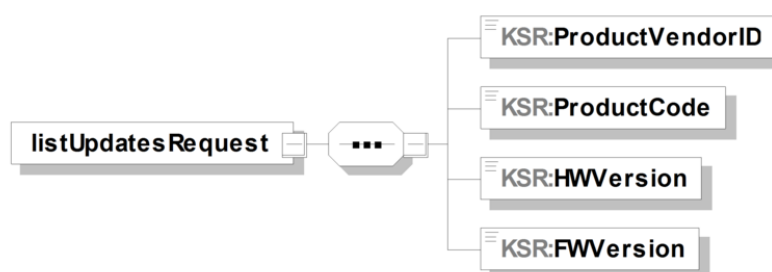 KSR:ProductVendorID
KSR:ProductCode
listUpdatesRequest
KSR:HWVersion
KSR:FWVersion